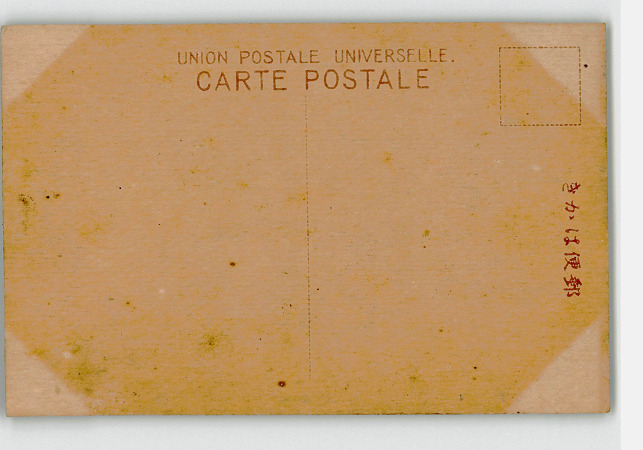 UNION POSTALE UNIVERSELLE.
CARTE POSTALE
きかは便郵